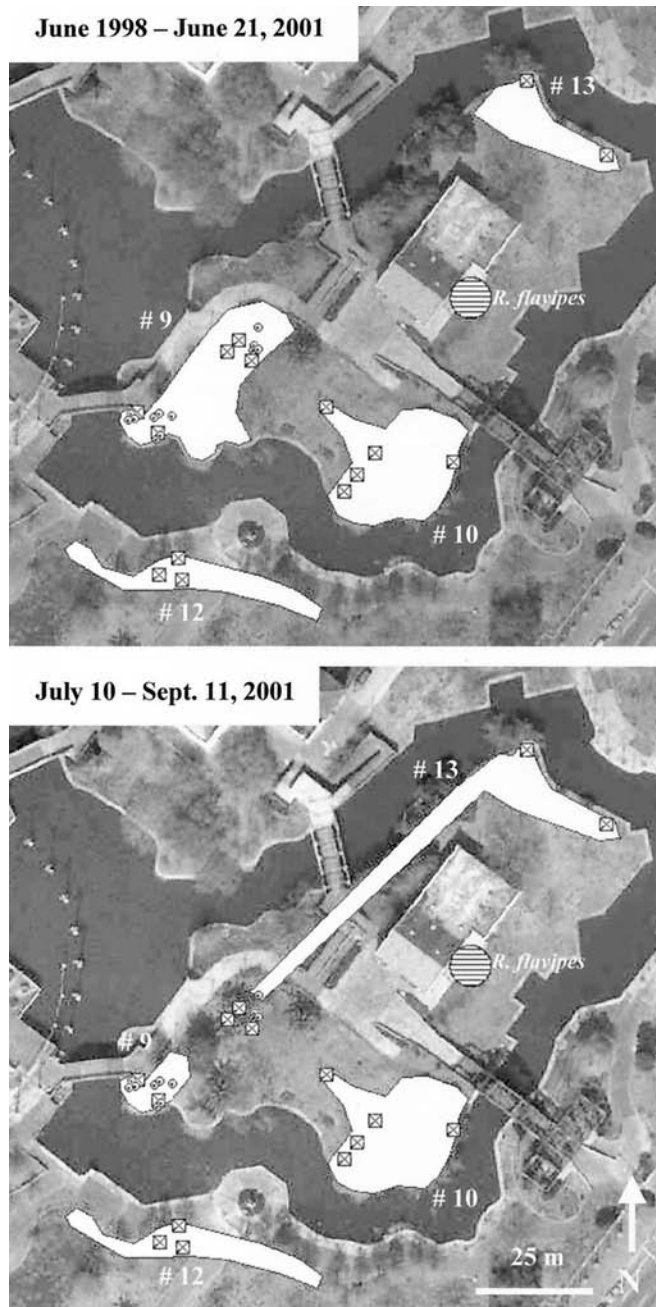 June 1998 – June 21, 2001
# 13
R. flavipes
# 9
# 10
# 12
July 10 – Sept. 11, 2001
# 13
R. flavipes
# 9
# 10
# 12
25 m
N